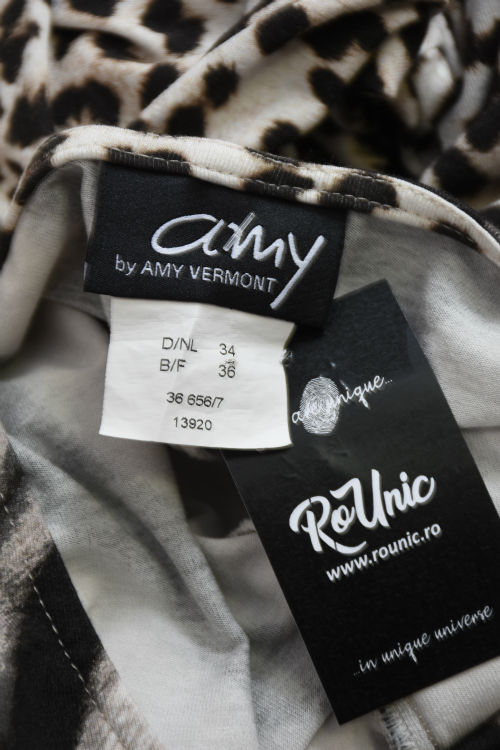 amy
by AMY VERMONT
D/NL 34
B/F 36
36 656/7
13920
unique...
RoUnic
www.rounic.ro
...in unique universe